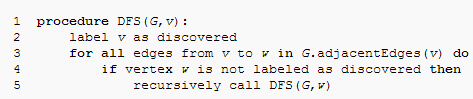 1 procedure DFS(G,v):
2     label v as discovered
3     for all edges from v to w in G.adjacentEdges(v) do
4         if vertex w is not labeled as discovered then
5             recursively call DFS(G,w)